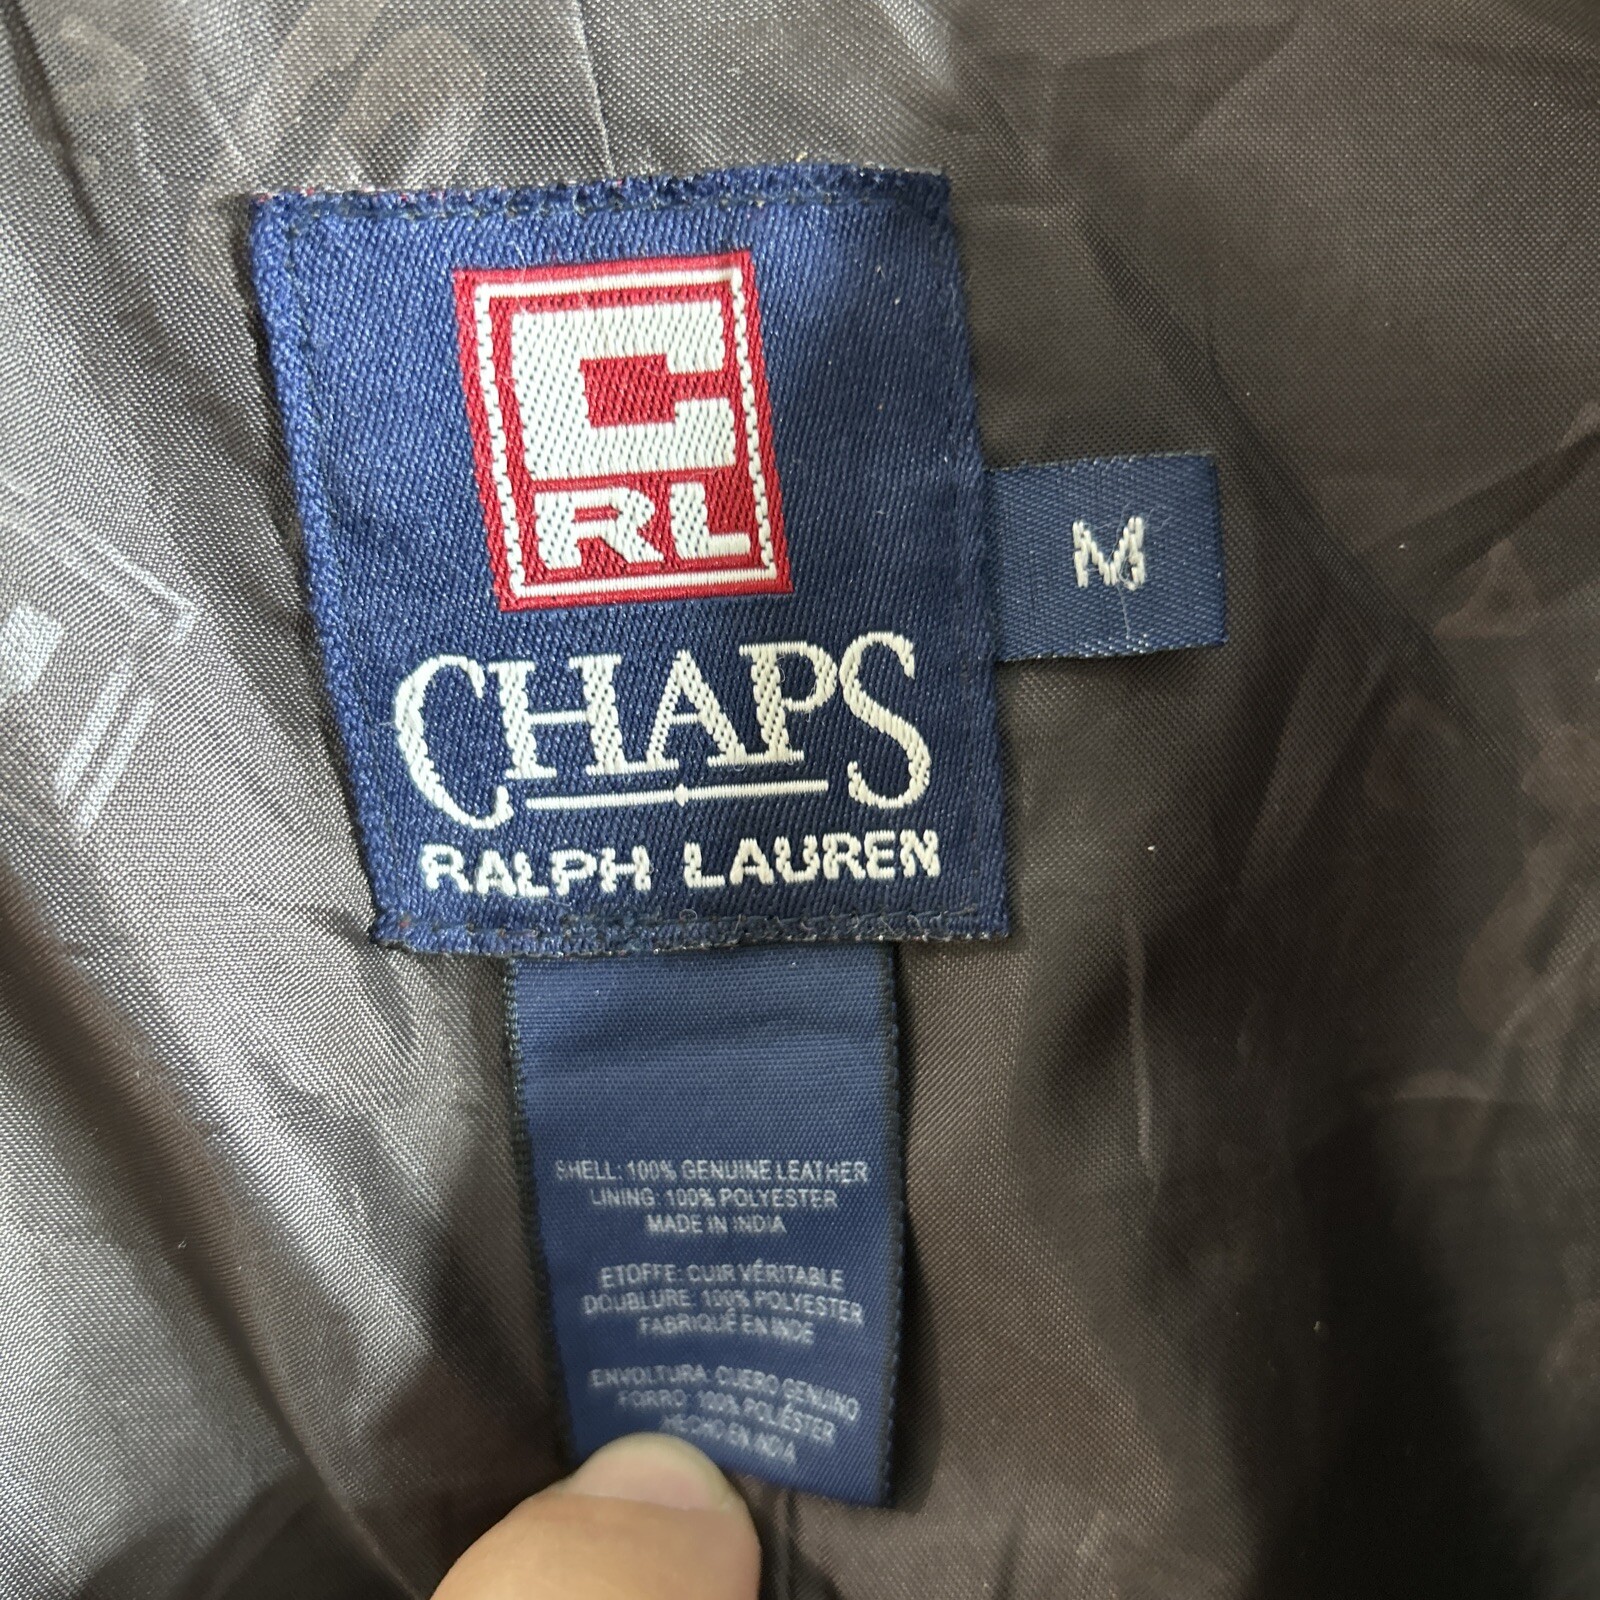 C
RL
CHAPS
RALPH LAUREN
M
SHELL: 100% GENUINE LEATHER
LINING: 100% POLYESTER
MADE IN INDIA
ETOFFE: CUIR VÉRITABLE
DOUBLURE: 100% POLYESTER
FABRIQUÉ EN INDE
ENVOLTURA: CUERO GENUINO
FORRO: 100% POLIÉSTER
HECHO EN INDIA